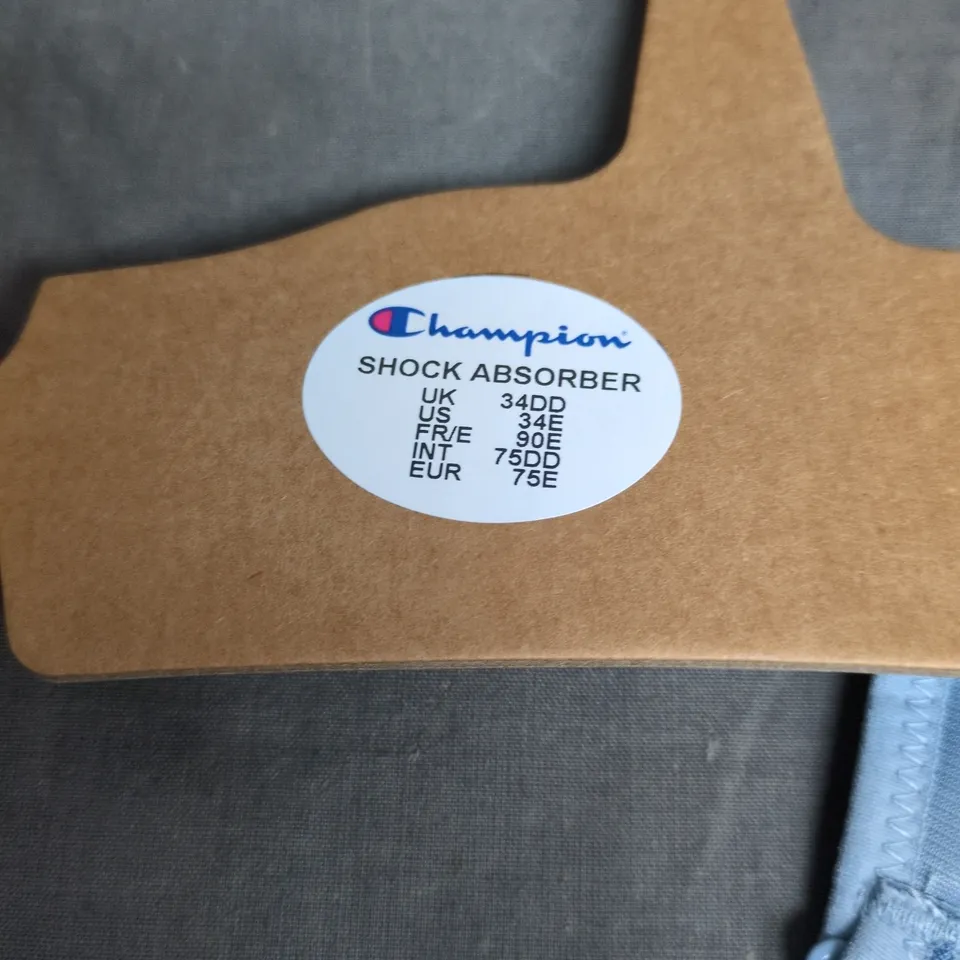 Champion
SHOCK ABSORBER
UK 34DD
US 34E
FR/E 90E
INT 75DD
EUR 75E